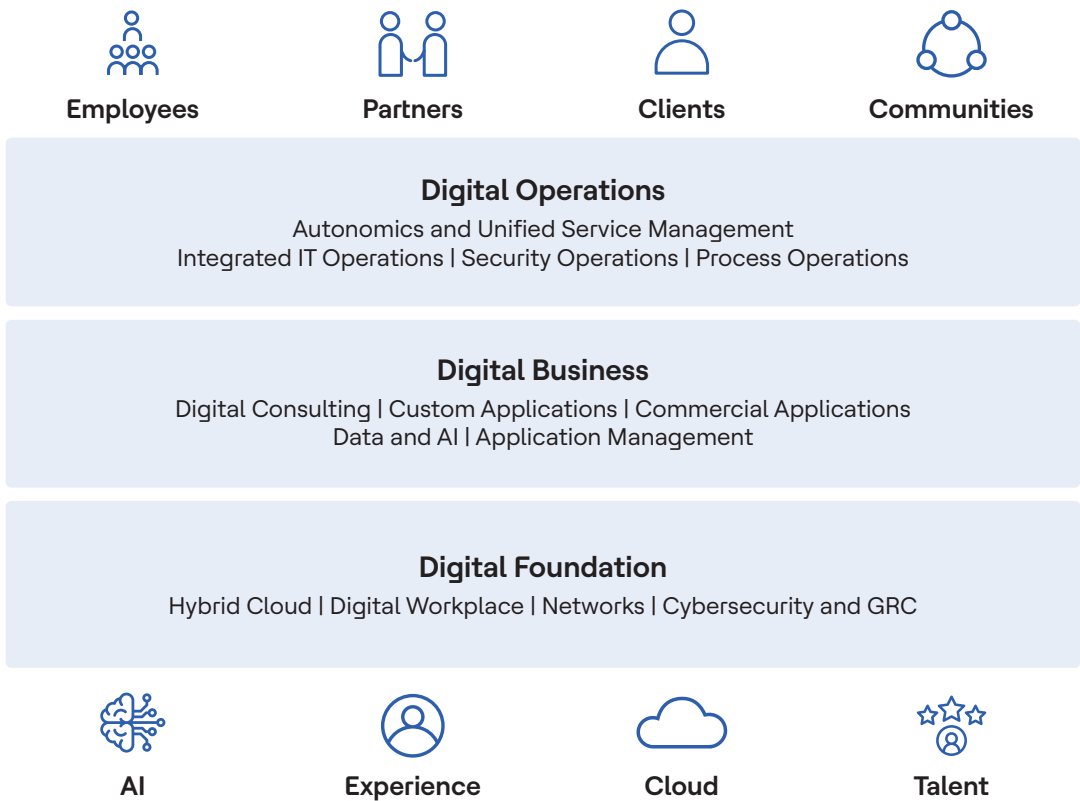 Employees
Partners
Clients
Communities
Digital Operations
Autonomics and Unified Service Management
Integrated IT Operations | Security Operations | Process Operations
Digital Business
Digital Consulting | Custom Applications | Commercial Applications
Data and AI | Application Management
Digital Foundation
Hybrid Cloud | Digital Workplace | Networks | Cybersecurity and GRC
AI
Experience
Cloud
Talent